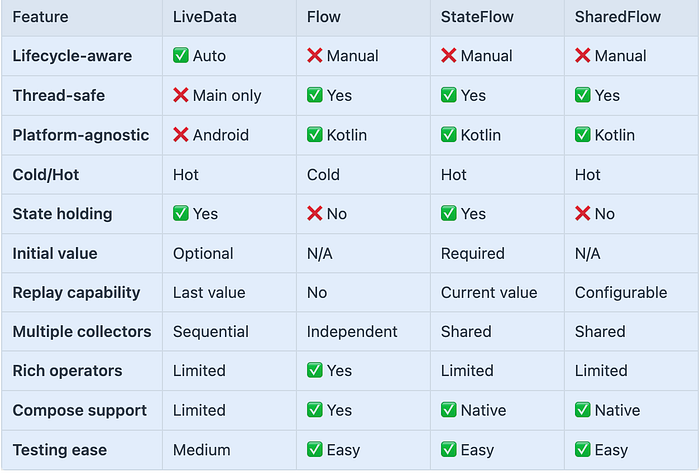 Feature LiveData Flow StateFlow SharedFlow
Lifecycle-aware ✅ Auto ❌ Manual ❌ Manual ❌ Manual
Thread-safe ❌ Main only ✅ Yes ✅ Yes ✅ Yes
Platform-agnostic ❌ Android ✅ Kotlin ✅ Kotlin ✅ Kotlin
Cold/Hot Hot Cold Hot Hot
State holding ✅ Yes ❌ No ✅ Yes ❌ No
Initial value Optional N/A Required N/A
Replay capability Last value No Current value Configurable
Multiple collectors Sequential Independent Shared Shared
Rich operators Limited ✅ Yes Limited Limited
Compose support Limited ✅ Yes ✅ Native ✅ Native
Testing ease Medium ✅ Easy ✅ Easy ✅ Easy